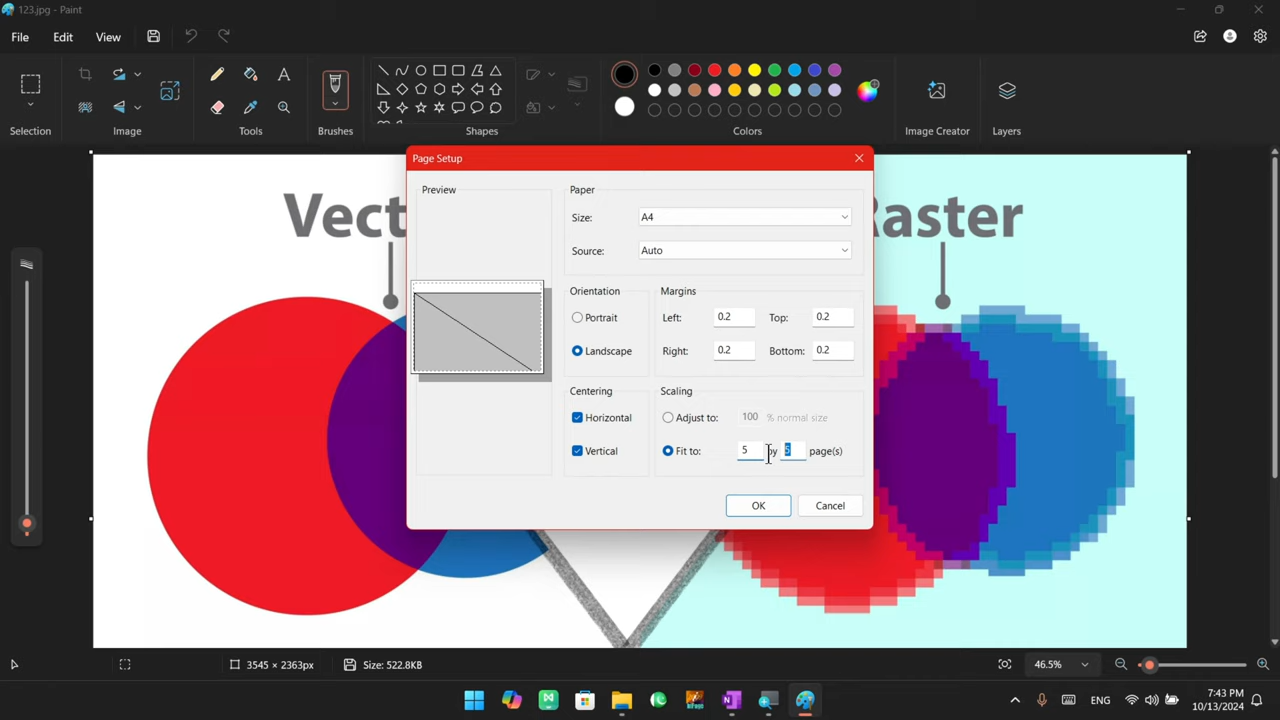 123.jpg - Paint
File Edit View
Selection Image Tools Brushes Shapes Colors Image Creator Layers
Page Setup
Preview
Paper
Size: A4
Source: Auto
Orientation
Portrait
Landscape
Margins
Left: 0.2 Top: 0.2
Right: 0.2 Bottom: 0.2
Centering
Horizontal
Vertical
Scaling
Adjust to: 100 % normal size
Fit to: 5 by 5 page(s)
OK Cancel
Vect
Raster
3545 × 2363px Size: 522.8KB 46.5%
ENG 7:43 PM
10/13/2024